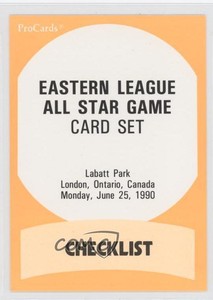 ProCards®
EASTERN LEAGUE
ALL STAR GAME
CARD SET
Labatt Park
London, Ontario, Canada
Monday, June 25, 1990
CHECKLIST